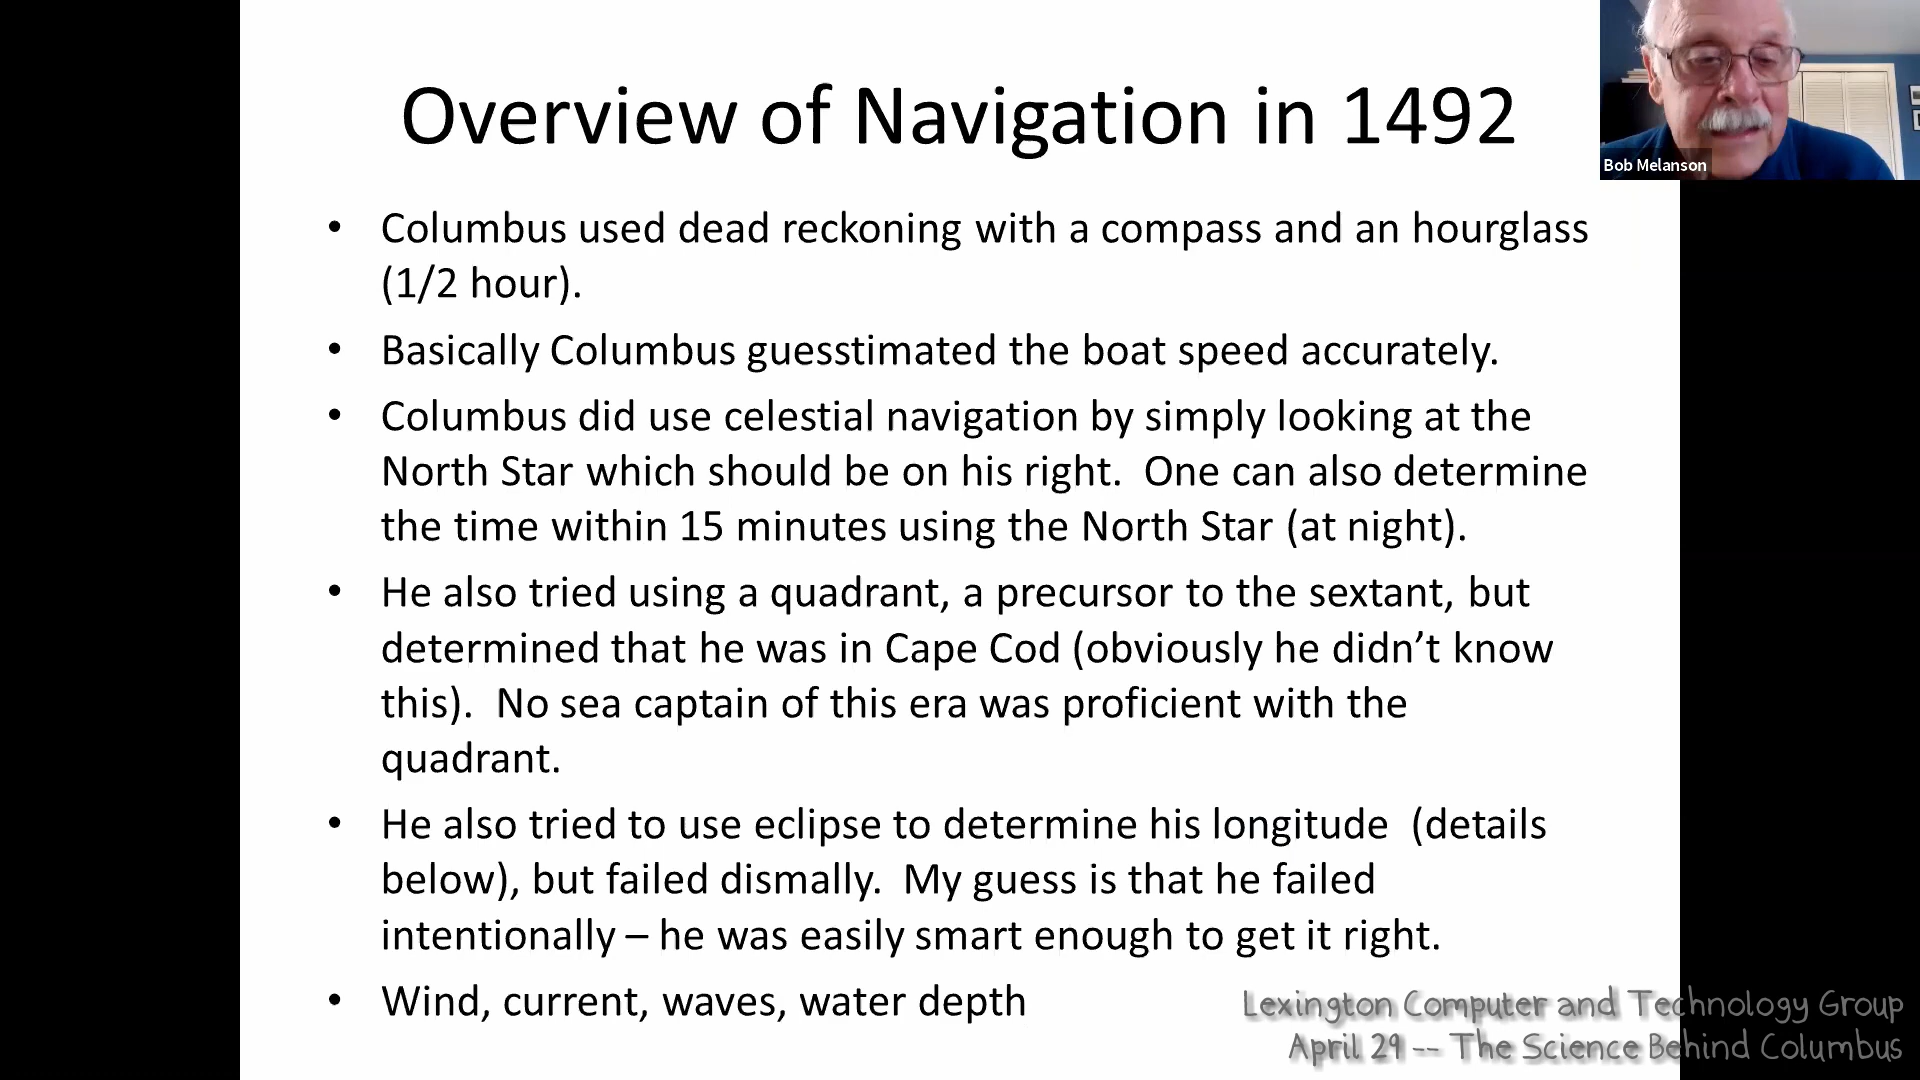 Overview of Navigation in 1492
Bob Melanson
• Columbus used dead reckoning with a compass and an hourglass
(1/2 hour).
• Basically Columbus guesstimated the boat speed accurately.
• Columbus did use celestial navigation by simply looking at the
North Star which should be on his right.  One can also determine
the time within 15 minutes using the North Star (at night).
• He also tried using a quadrant, a precursor to the sextant, but
determined that he was in Cape Cod (obviously he didn’t know
this).  No sea captain of this era was proficient with the
quadrant.
• He also tried to use eclipse to determine his longitude  (details
below), but failed dismally.  My guess is that he failed
intentionally – he was easily smart enough to get it right.
• Wind, current, waves, water depth
Lexington Computer and Technology Group
April 29 -- The Science Behind Columbus